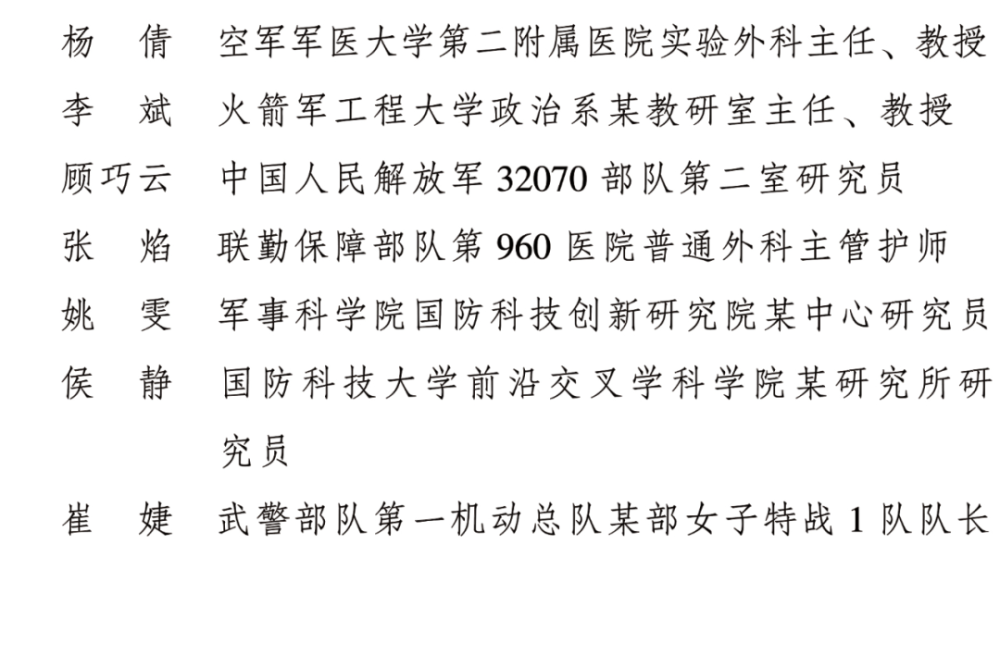 杨 倩 空军军医大学第二附属医院实验外科主任、教授
李 斌 火箭军工程大学政治系某教研室主任、教授
顾巧云 中国人民解放军 32070 部队第二室研究员
张 焰 联勤保障部队第 960 医院普通外科主管护师
姚 雯 军事科学院国防科技创新研究院某中心研究员
侯 静 国防科技大学前沿交叉学科学院某研究所研
究员
崔 婕 武警部队第一机动总队某部女子特战 1 队队长